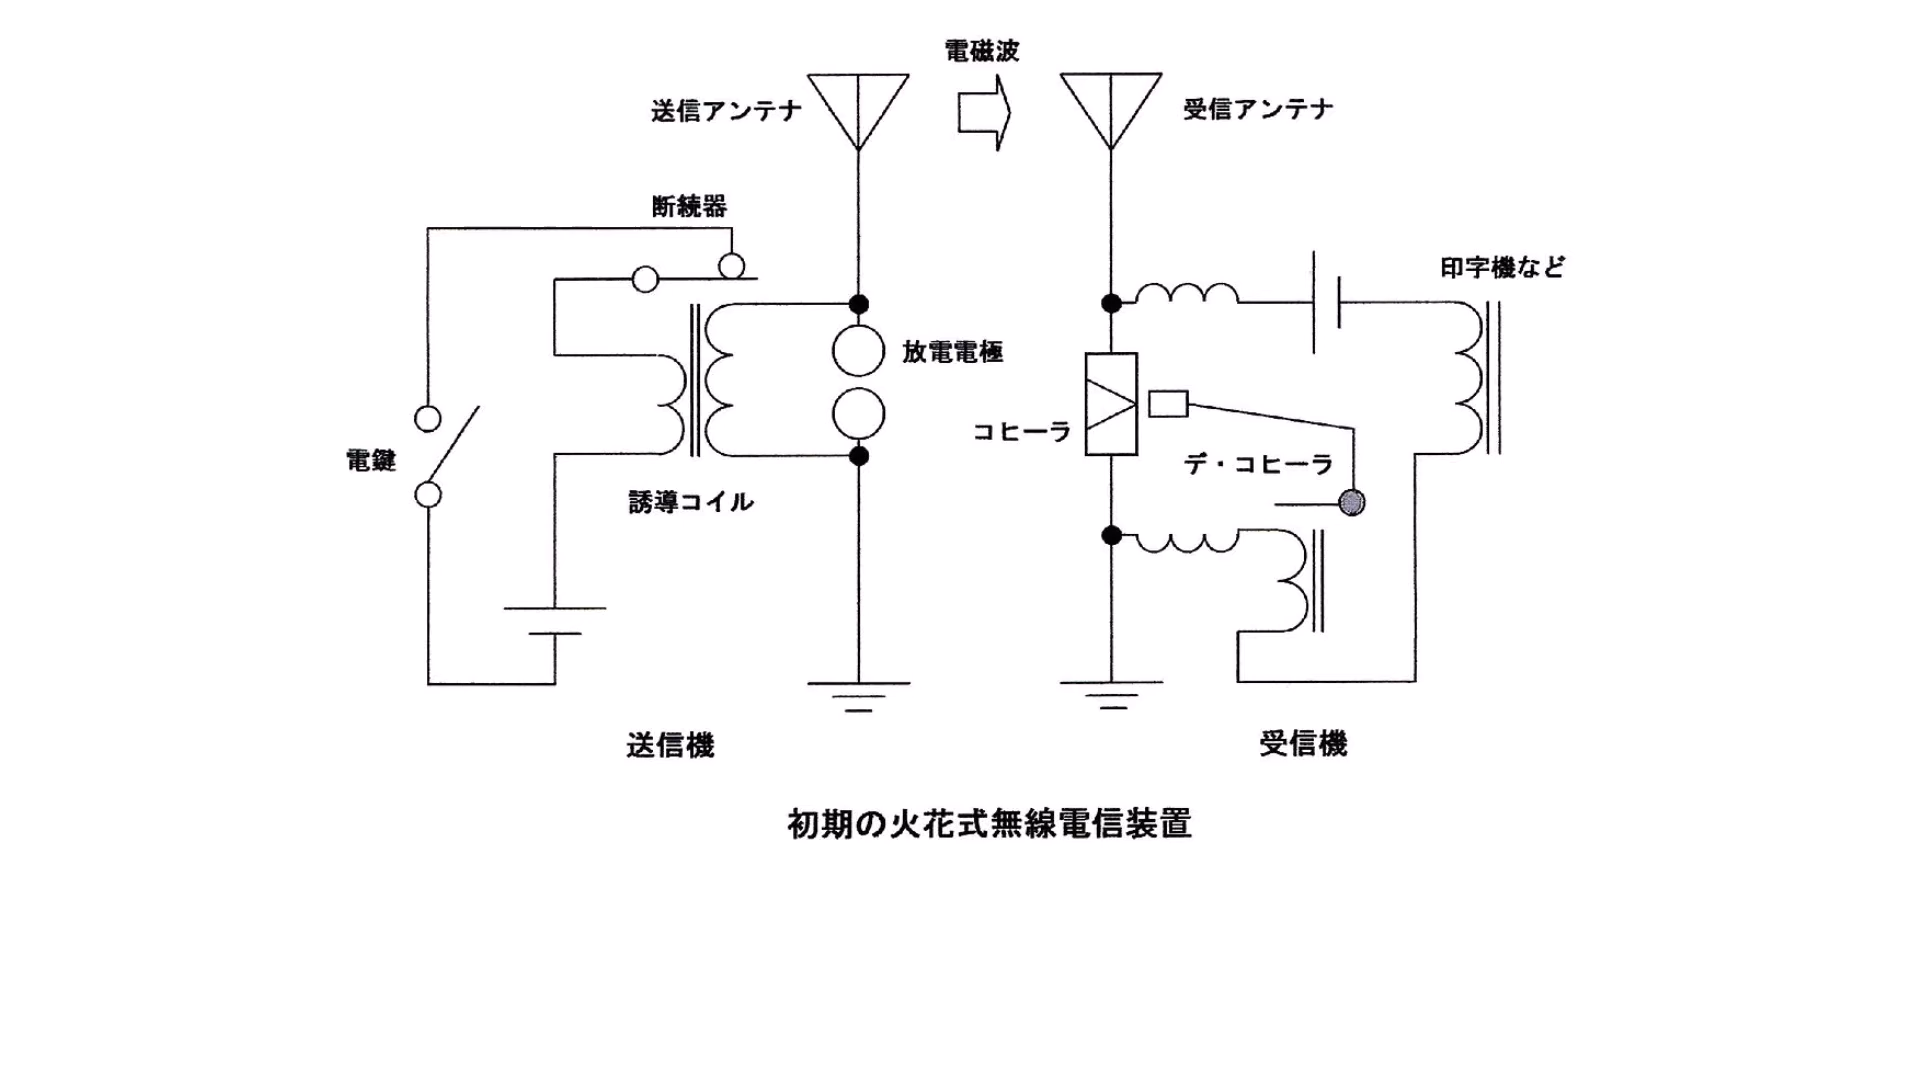 電磁波
送信アンテナ
受信アンテナ
断続器
印字機など
放電電極
コヒーラ
電鍵
デ・コヒーラ
誘導コイル
送信機
受信機
初期の火花式無線電信装置